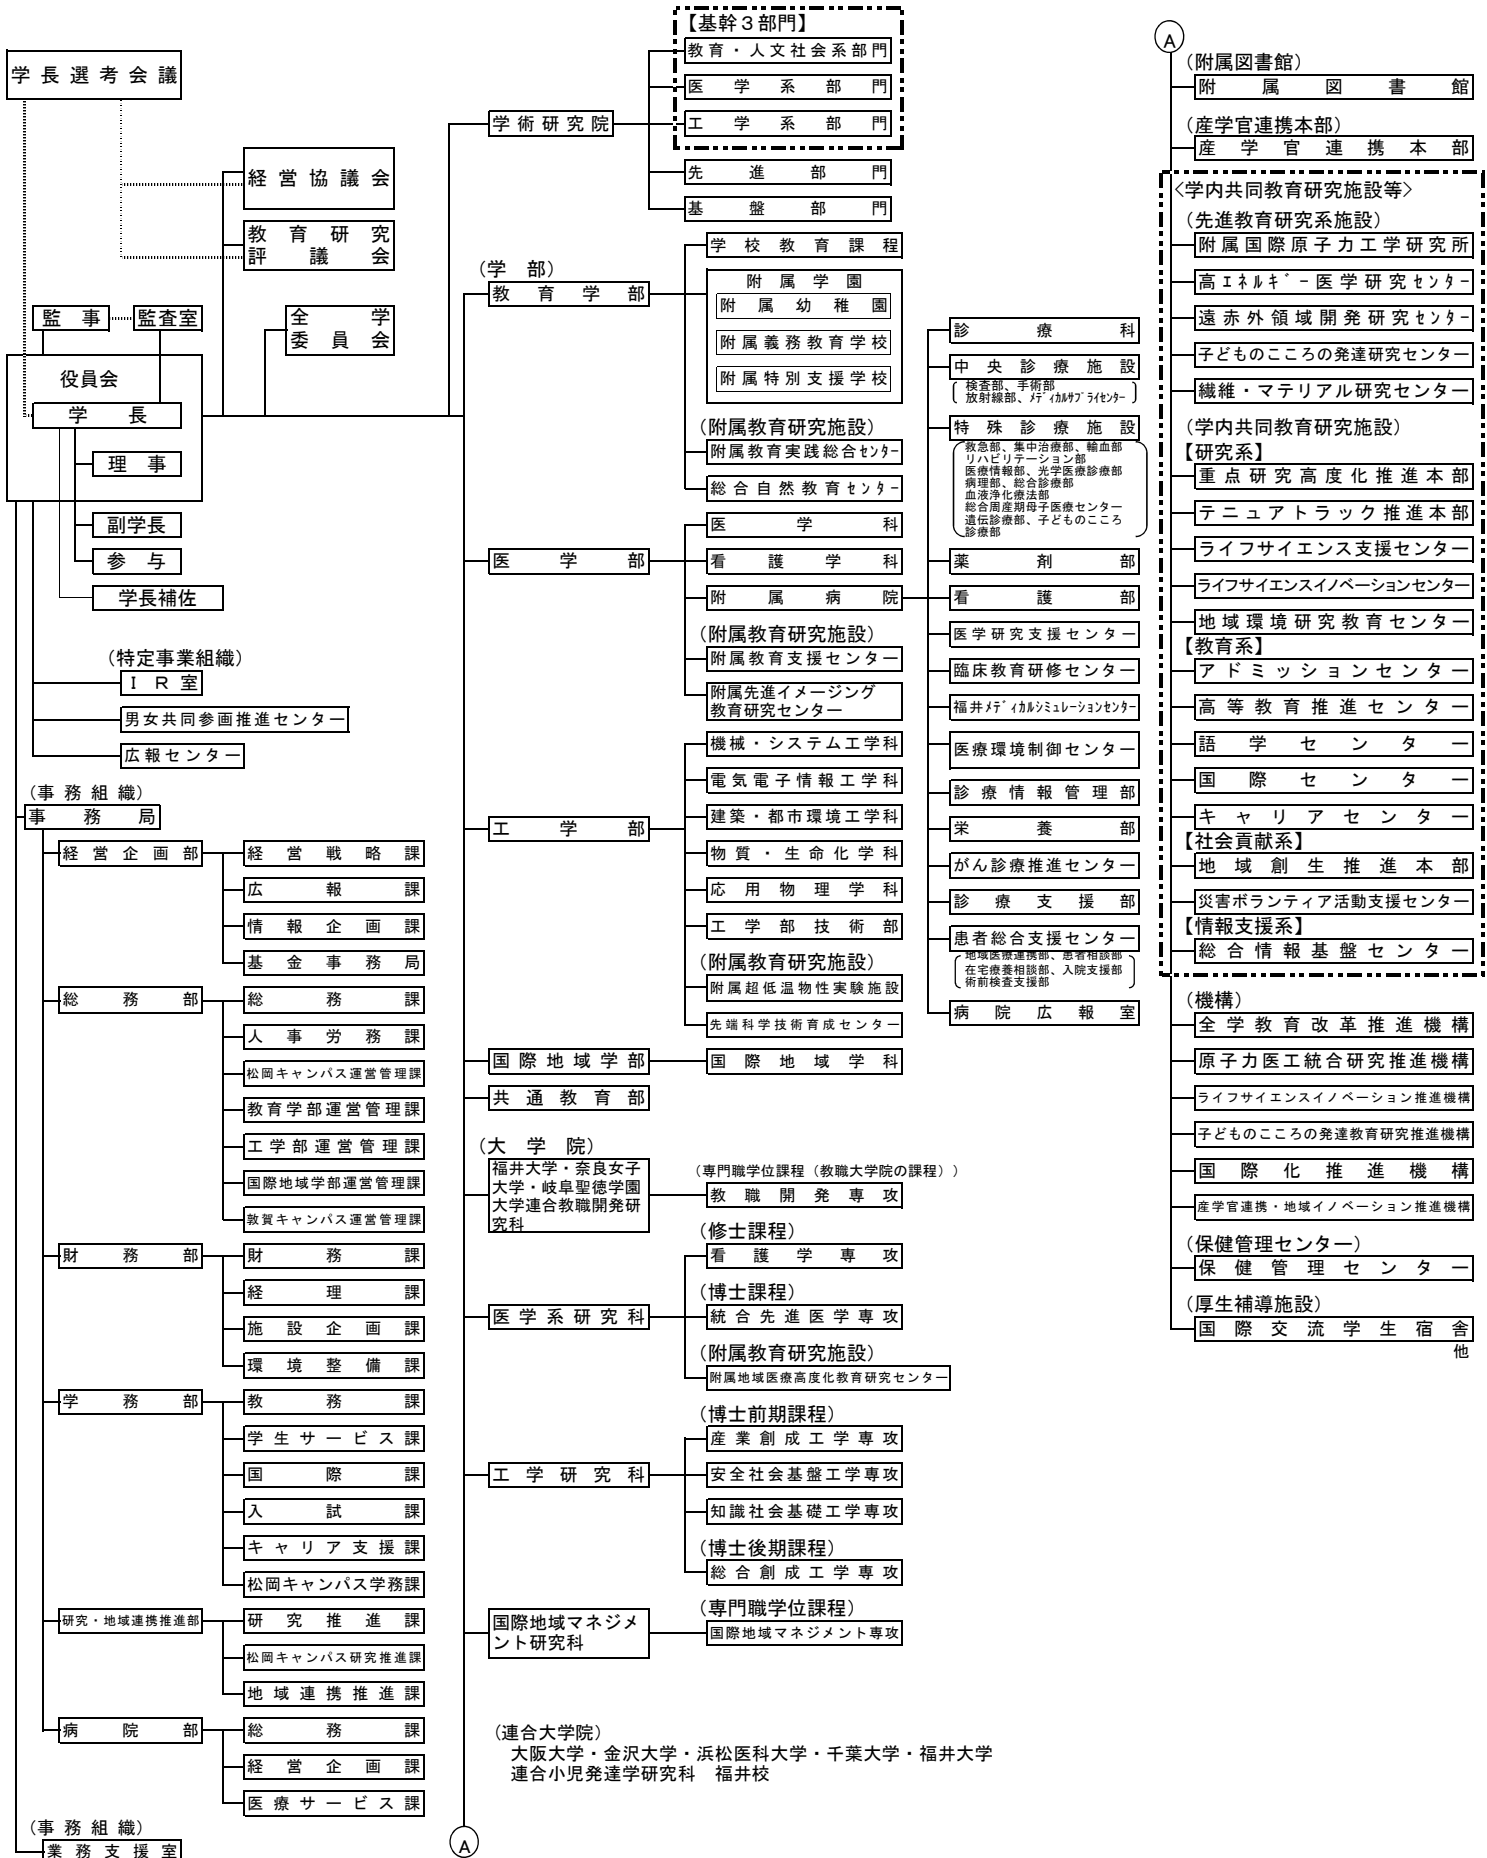 学長選考会議
経営協議会
教育研究
評議会
監事
監査室
全学
委員会
役員会
学長
理事
副学長
参与
学長補佐
（特定事業組織）
ＩＲ室
男女共同参画推進センター
広報センター
（事務組織）
事務局
経営企画部
経営戦略課
広報課
情報企画課
基金事務局
総務部
総務課
人事労務課
松岡キャンパス運営管理課
教育学部運営管理課
工学部運営管理課
国際地域学部運営管理課
敦賀キャンパス運営管理課
財務部
財務課
経理課
施設企画課
環境整備課
学務部
教務課
学生サービス課
国際課
入試課
キャリア支援課
松岡キャンパス学務課
研究・地域連携推進部
研究推進課
松岡キャンパス研究推進課
地域連携推進課
病院部
総務課
経営企画課
医療サービス課
（事務組織）
業務支援室
学術研究院
【基幹３部門】
教育・人文社会系部門
医学系部門
工学系部門
先進部門
基盤部門
（学部）
教育学部
学校教育課程
附属学園
附属幼稚園
附属義務教育学校
附属特別支援学校
（附属教育研究施設）
附属教育実践総合ｾﾝﾀｰ
総合自然教育ｾﾝﾀｰ
医学部
医学科
看護学科
附属病院
（附属教育研究施設）
附属教育支援センター
附属先進イメージング
教育研究センター
診療科
中央診療施設
検査部、手術部
放射線部、ﾒﾃﾞｨｶﾙｻﾌﾟﾗｲｾﾝﾀｰ
特殊診療施設
救急部、集中治療部、輸血部
リハビリテーション部
医療情報部、光学医療診療部
病理部、総合診療部
血液浄化療法部
総合周産期母子医療センター
遺伝診療部、子どものこころ
診療部
薬剤部
看護部
医学研究支援センター
臨床教育研修センター
福井ﾒﾃﾞｨｶﾙｼﾐｭﾚｰｼｮﾝｾﾝﾀｰ
医療環境制御センター
診療情報管理部
栄養部
がん診療推進センター
診療支援部
患者総合支援センター
地域医療連携部、患者相談部
在宅療養相談部、入院支援部
術前検査支援部
病院広報室
工学部
機械・システム工学科
電気電子情報工学科
建築・都市環境工学科
物質・生命化学科
応用物理学科
工学部技術部
（附属教育研究施設）
附属超低温物性実験施設
先端科学技術育成センター
国際地域学部
国際地域学科
共通教育部
（大学院）
福井大学・奈良女子
大学・岐阜聖徳学園
大学連合教職開発研
究科
（専門職学位課程（教職大学院の課程））
教職開発専攻
医学系研究科
（修士課程）
看護学専攻
（博士課程）
統合先進医学専攻
（附属教育研究施設）
附属地域医療高度化教育研究センター
工学研究科
（博士前期課程）
産業創成工学専攻
安全社会基盤工学専攻
知識社会基礎工学専攻
（博士後期課程）
総合創成工学専攻
国際地域マネジメ
ント研究科
（専門職学位課程）
国際地域マネジメント専攻
（連合大学院）
大阪大学・金沢大学・浜松医科大学・千葉大学・福井大学
連合小児発達学研究科　福井校
A
A
（附属図書館）
附属図書館
（産学官連携本部）
産学官連携本部
＜学内共同教育研究施設等＞
（先進教育研究系施設）
附属国際原子力工学研究所
高ｴﾈﾙｷﾞｰ医学研究ｾﾝﾀｰ
遠赤外領域開発研究ｾﾝﾀｰ
子どものこころの発達研究センター
繊維・マテリアル研究センター
（学内共同教育研究施設）
【研究系】
重点研究高度化推進本部
テニュアトラック推進本部
ライフサイエンス支援センター
ライフサイエンスイノベーションセンター
地域環境研究教育センター
【教育系】
アドミッションセンター
高等教育推進センター
語学センター
国際センター
キャリアセンター
【社会貢献系】
地域創生推進本部
災害ボランティア活動支援センター
【情報支援系】
総合情報基盤センター
（機構）
全学教育改革推進機構
原子力医工統合研究推進機構
ライフサイエンスイノベーション推進機構
子どものこころの発達教育研究推進機構
国際化推進機構
産学官連携・地域イノベーション推進機構
（保健管理センター）
保健管理センター
（厚生補導施設）
国際交流学生宿舎
他